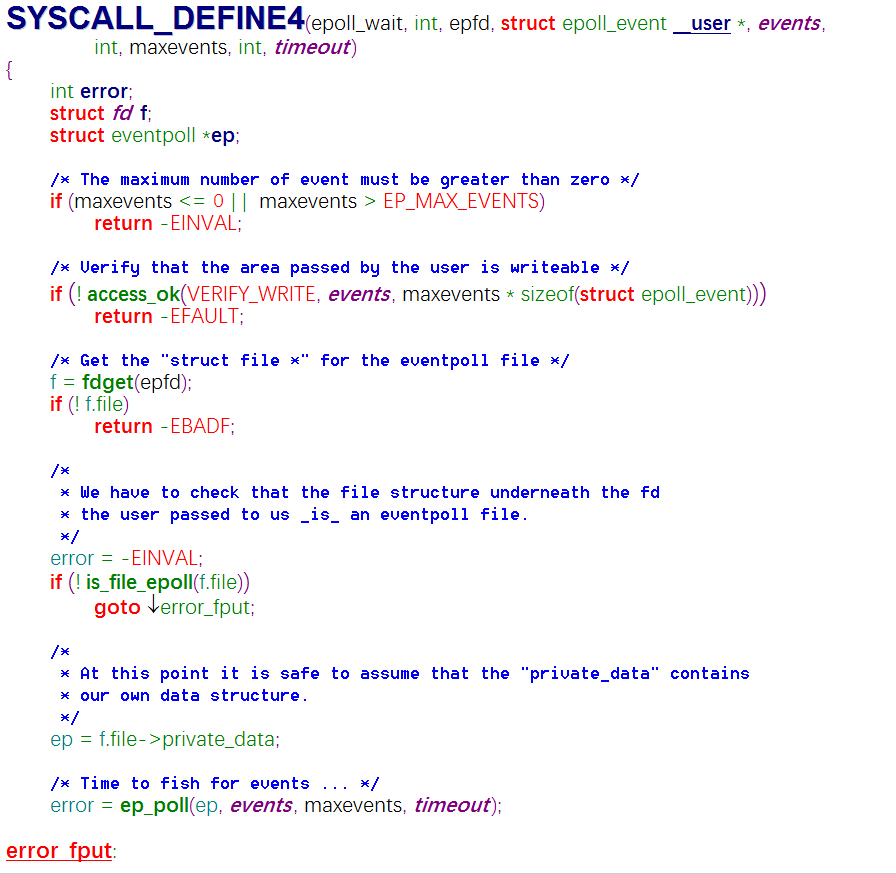 SYSCALL_DEFINE4(epoll_wait, int, epfd, struct epoll_event __user *, events,
int, maxevents, int, timeout)
{
int error;
struct fd f;
struct eventpoll *ep;
/* The maximum number of event must be greater than zero */
if (maxevents <= 0 || maxevents > EP_MAX_EVENTS)
return -EINVAL;
/* Verify that the area passed by the user is writeable */
if (! access_ok(VERIFY_WRITE, events, maxevents * sizeof(struct epoll_event)))
return -EFAULT;
/* Get the "struct file *" for the eventpoll file */
f = fdget(epfd);
if (! f.file)
return -EBADF;
/*
* We have to check that the file structure underneath the fd
* the user passed to us _is_ an eventpoll file.
*/
error = -EINVAL;
if (! is_file_epoll(f.file))
goto ↓error_fput;
/*
* At this point it is safe to assume that the "private_data" contains
* our own data structure.
*/
ep = f.file->private_data;
/* Time to fish for events ... */
error = ep_poll(ep, events, maxevents, timeout);
error_fput: